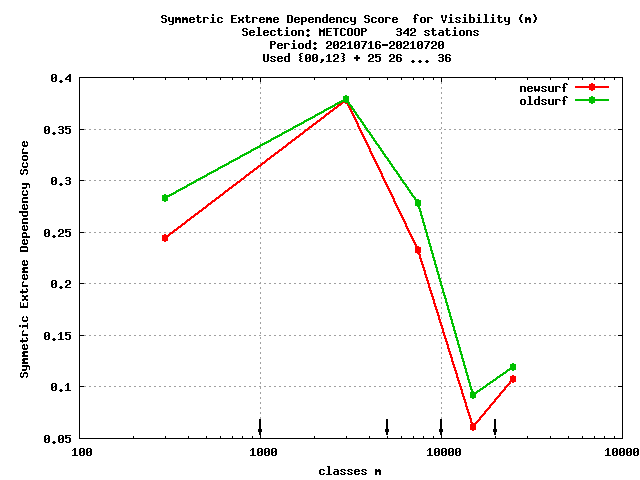 Symmetric Extreme Dependency Score  for Visibility (m)
Selection: METCOOP    342 stations
Period: 20210716-20210720
Used {00,12} + 25 26 ... 36
newsurf
oldsurf
Symmetric Extreme Dependency Score
0.4
0.35
0.3
0.25
0.2
0.15
0.1
0.05
100 1000 10000 10000
classes m